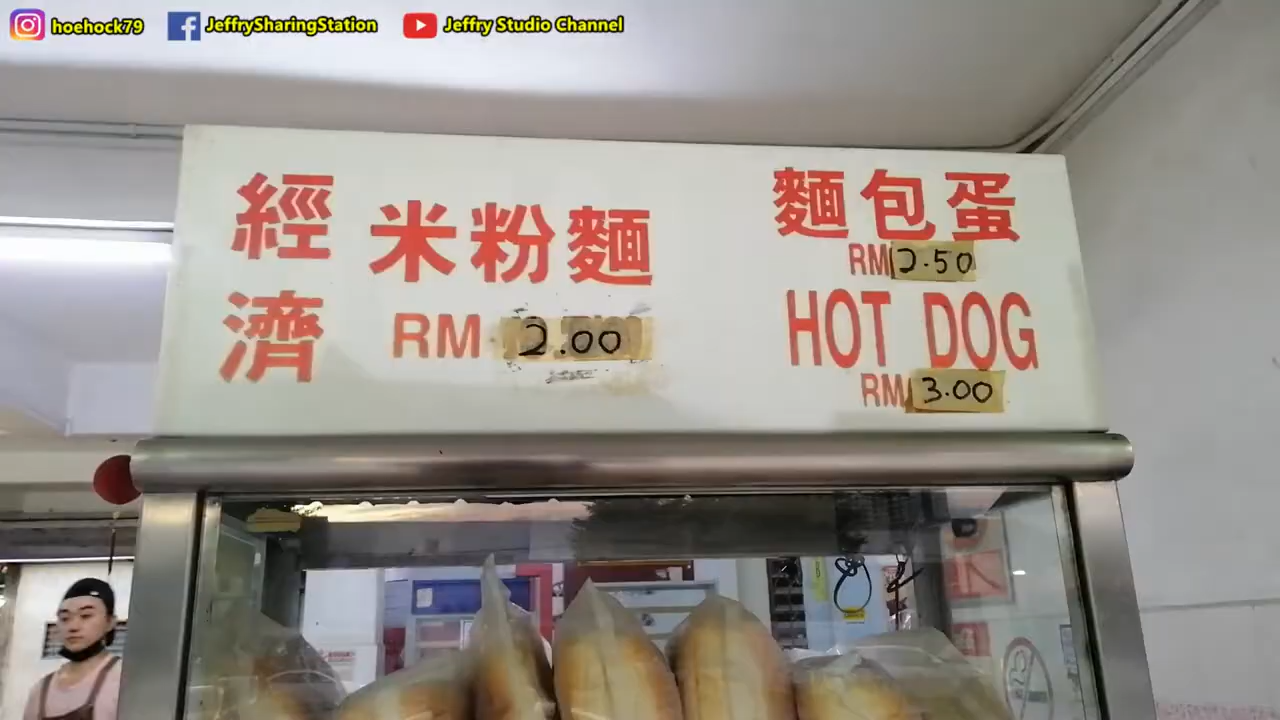 hoehock79 JeffrySharingStation Jeffry Studio Channel
經濟
米粉麵
RM 2.00
麵包蛋
RM 2.50
HOT DOG
RM 3.00